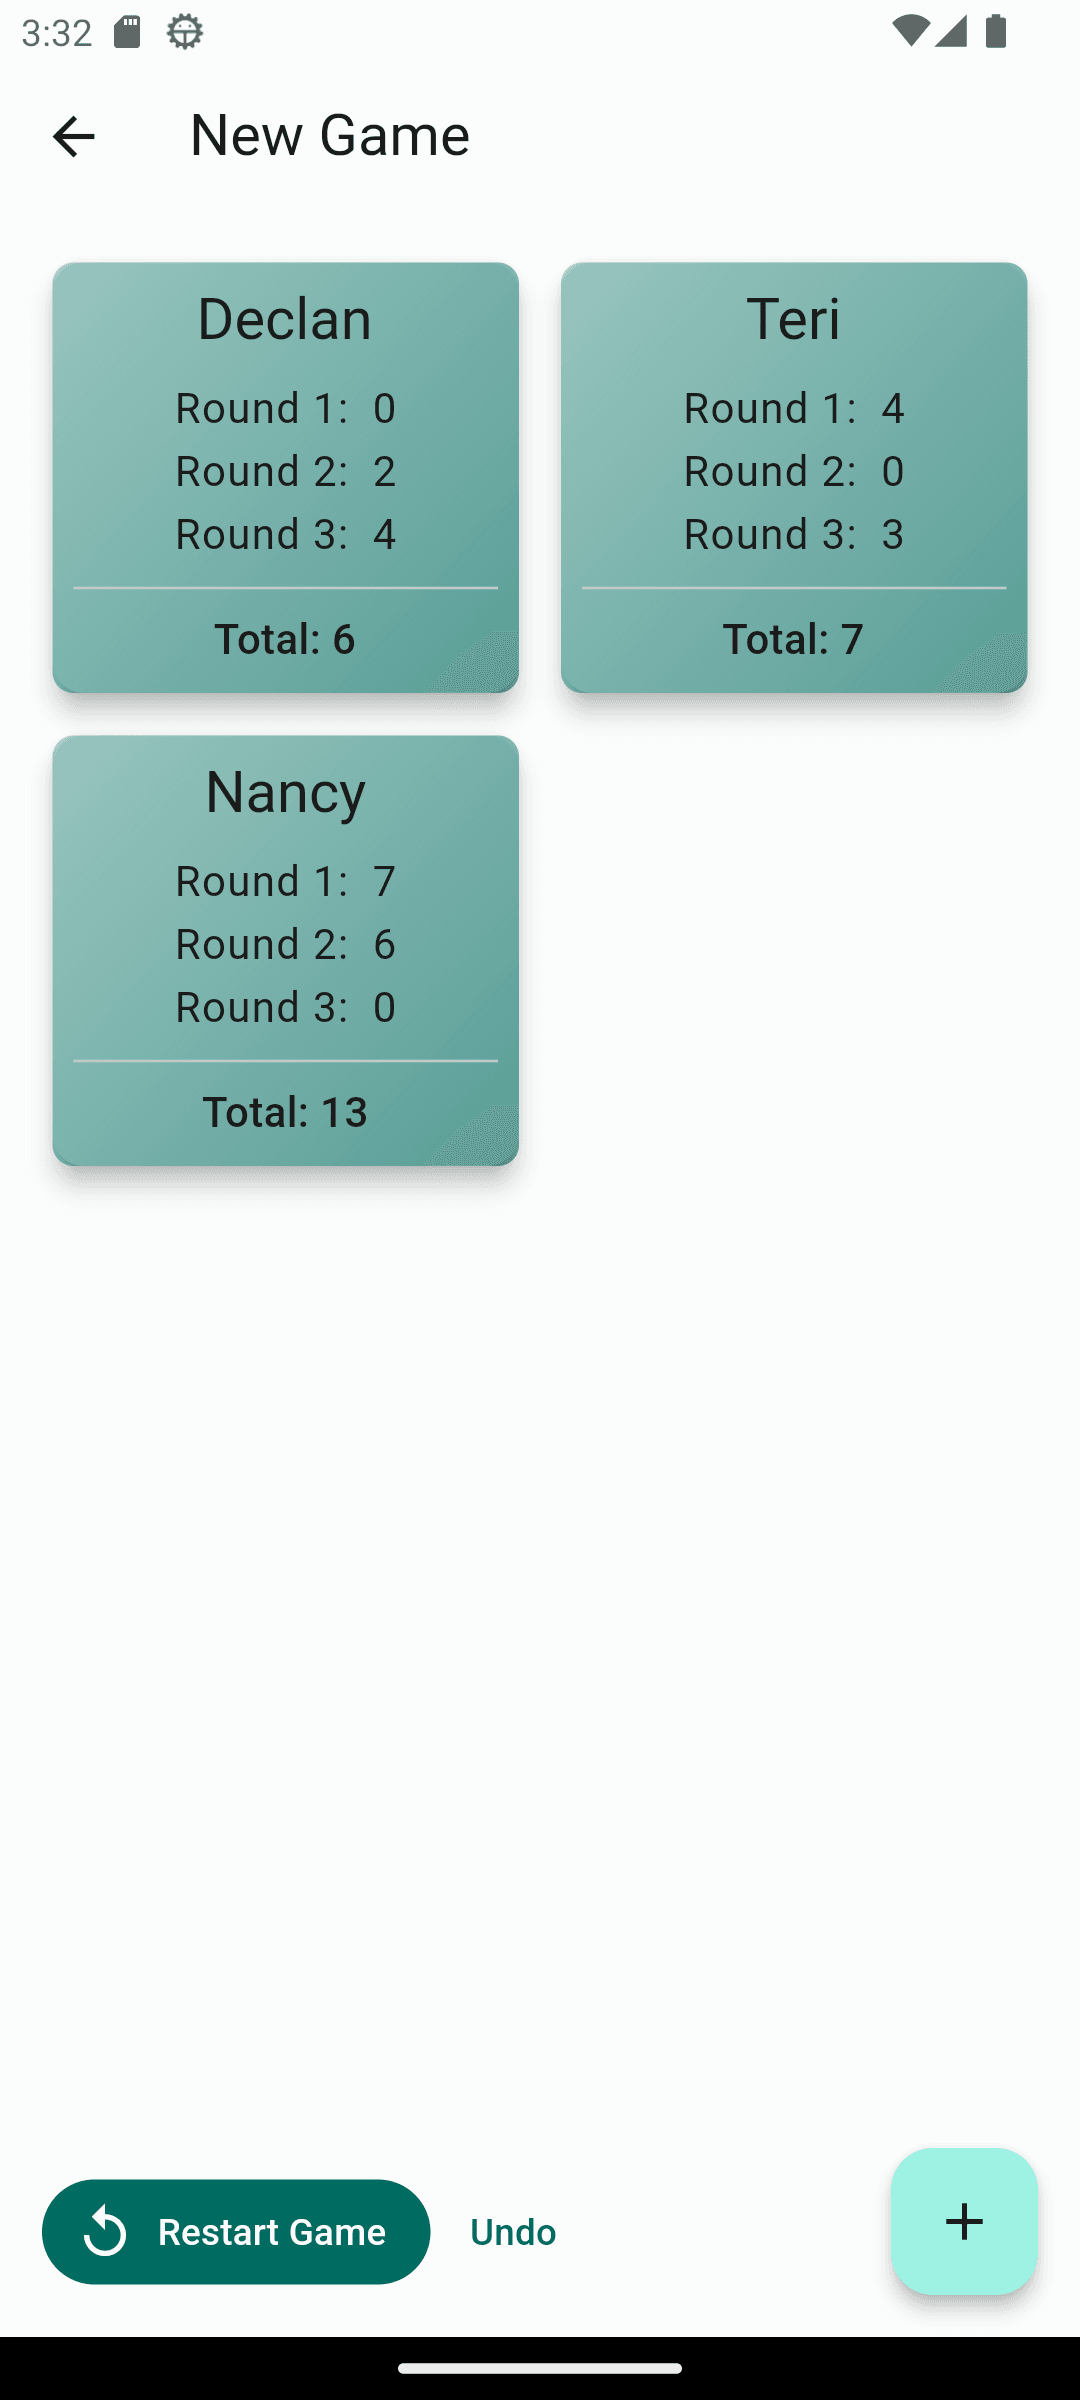 3:32
New Game
Declan
Round 1: 0
Round 2: 2
Round 3: 4
Total: 6
Teri
Round 1: 4
Round 2: 0
Round 3: 3
Total: 7
Nancy
Round 1: 7
Round 2: 6
Round 3: 0
Total: 13
Restart Game
Undo